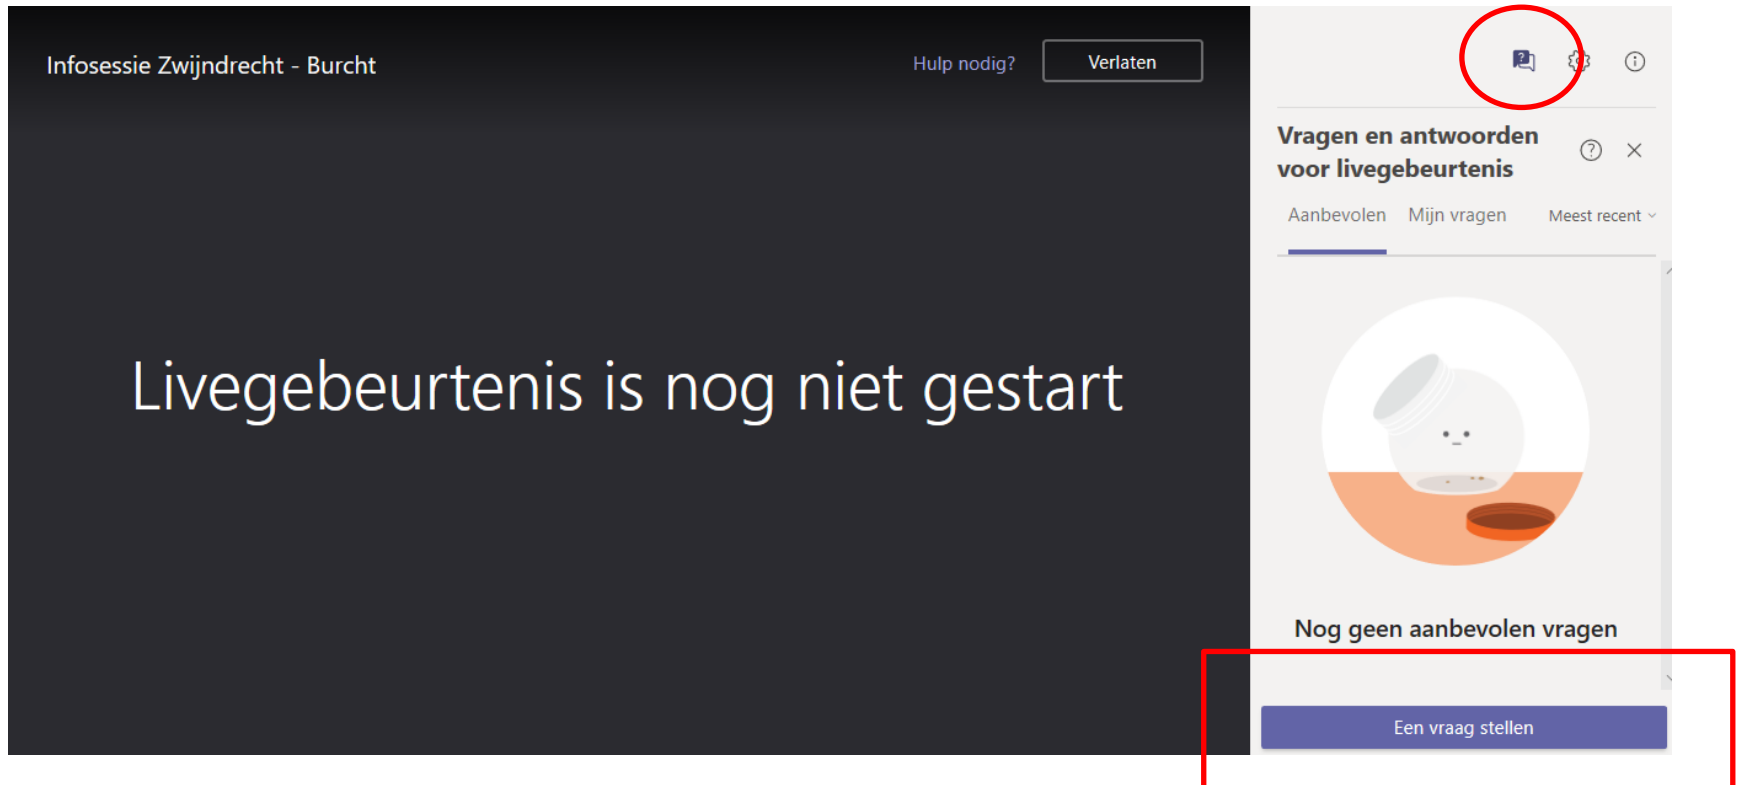 Infosessie Zwijndrecht - Burcht
Hulp nodig?
Verlaten
Livegebeurtenis is nog niet gestart
Vragen en antwoorden
voor livegebeurtenis
Aanbevolen
Mijn vragen
Meest recent
Nog geen aanbevolen vragen
Een vraag stellen